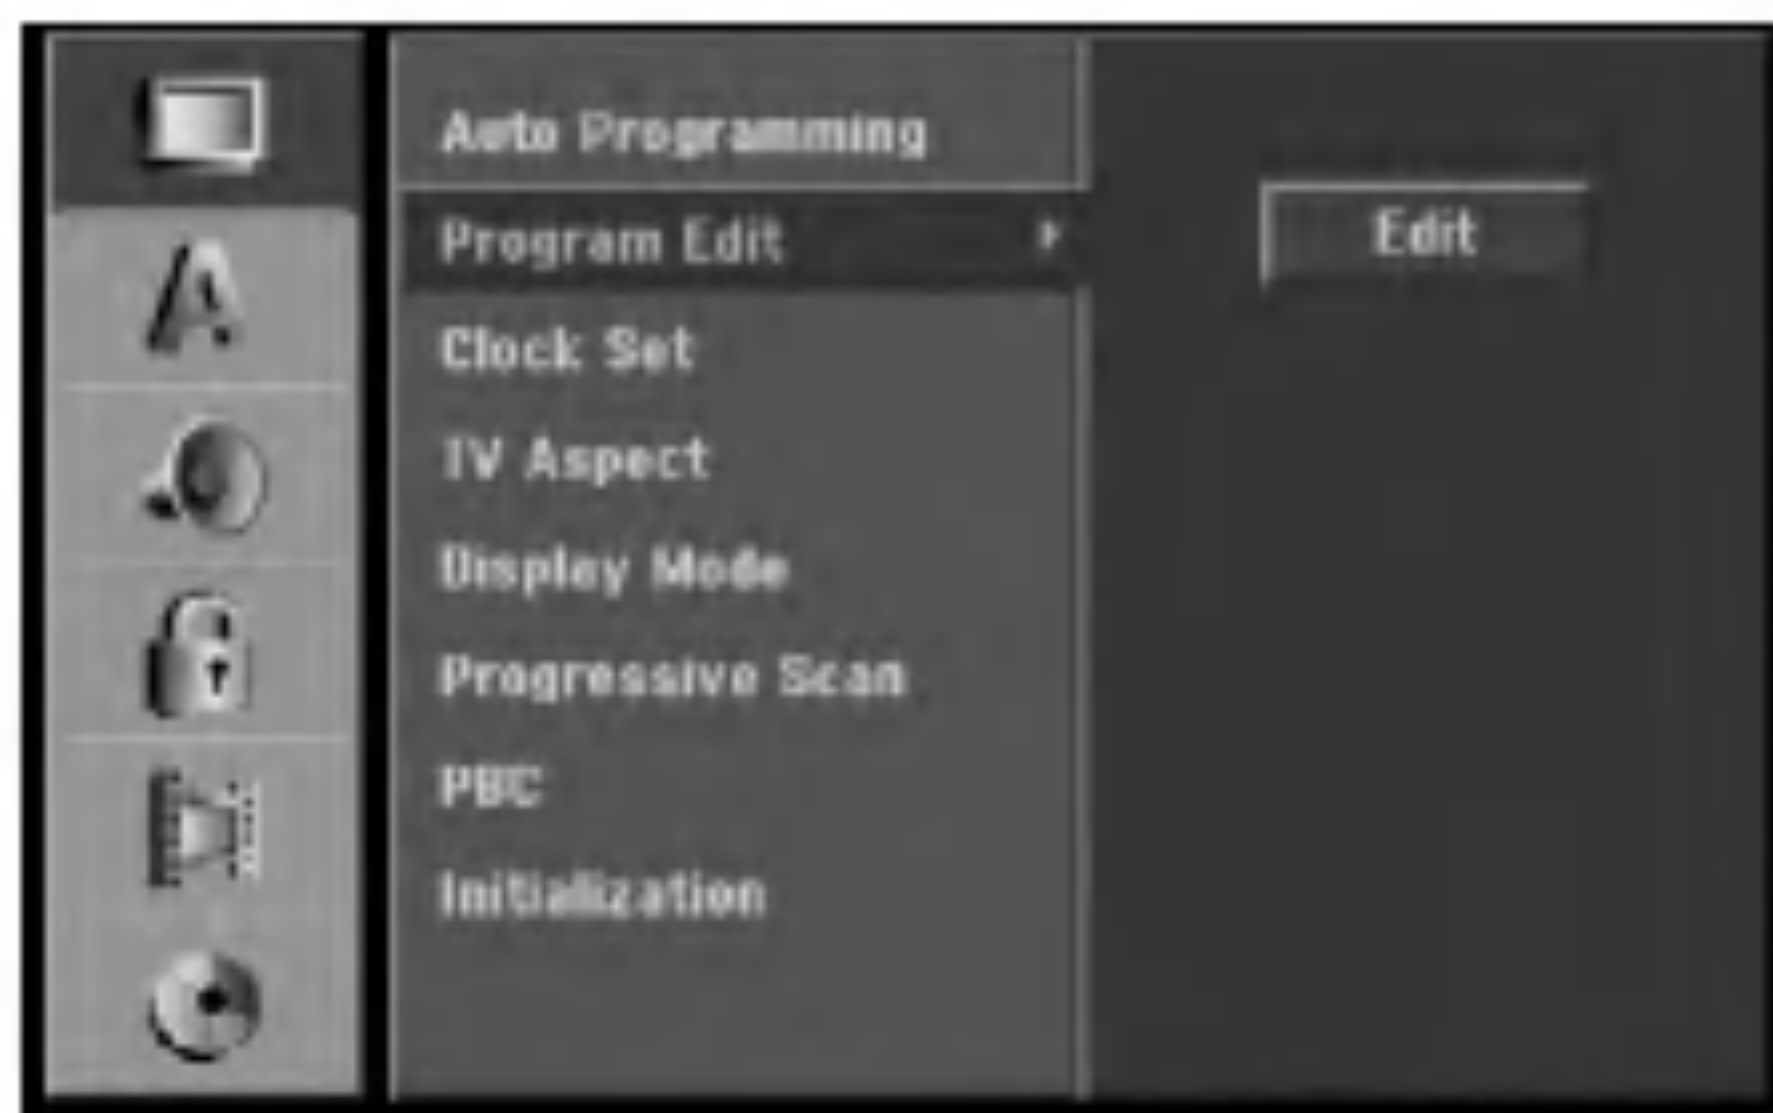 Auto Programming
Program Edit
Edit
Clock Set
TV Aspect
Display Mode
Progressive Scan
PBC
Initialization